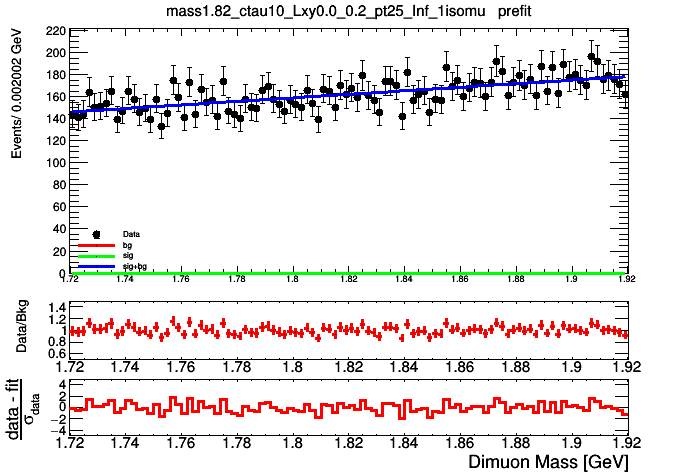 mass1.82_ctau10_Lxy0.0_0.2_pt25_Inf_1isomu prefit
Events/ 0.002002 GeV
220
200
180
160
140
120
100
80
60
40
20
0
Data
bg
sig
sig+bg
1.72 1.74 1.76 1.78 1.8 1.82 1.84 1.86 1.88 1.9 1.92
Data/Bkg
1.4
1.2
1
0.8
0.6
1.72 1.74 1.76 1.78 1.8 1.82 1.84 1.86 1.88 1.9 1.92
data - fit
σdata
4
2
0
−2
−4
1.72 1.74 1.76 1.78 1.8 1.82 1.84 1.86 1.88 1.9 1.92
Dimuon Mass [GeV]